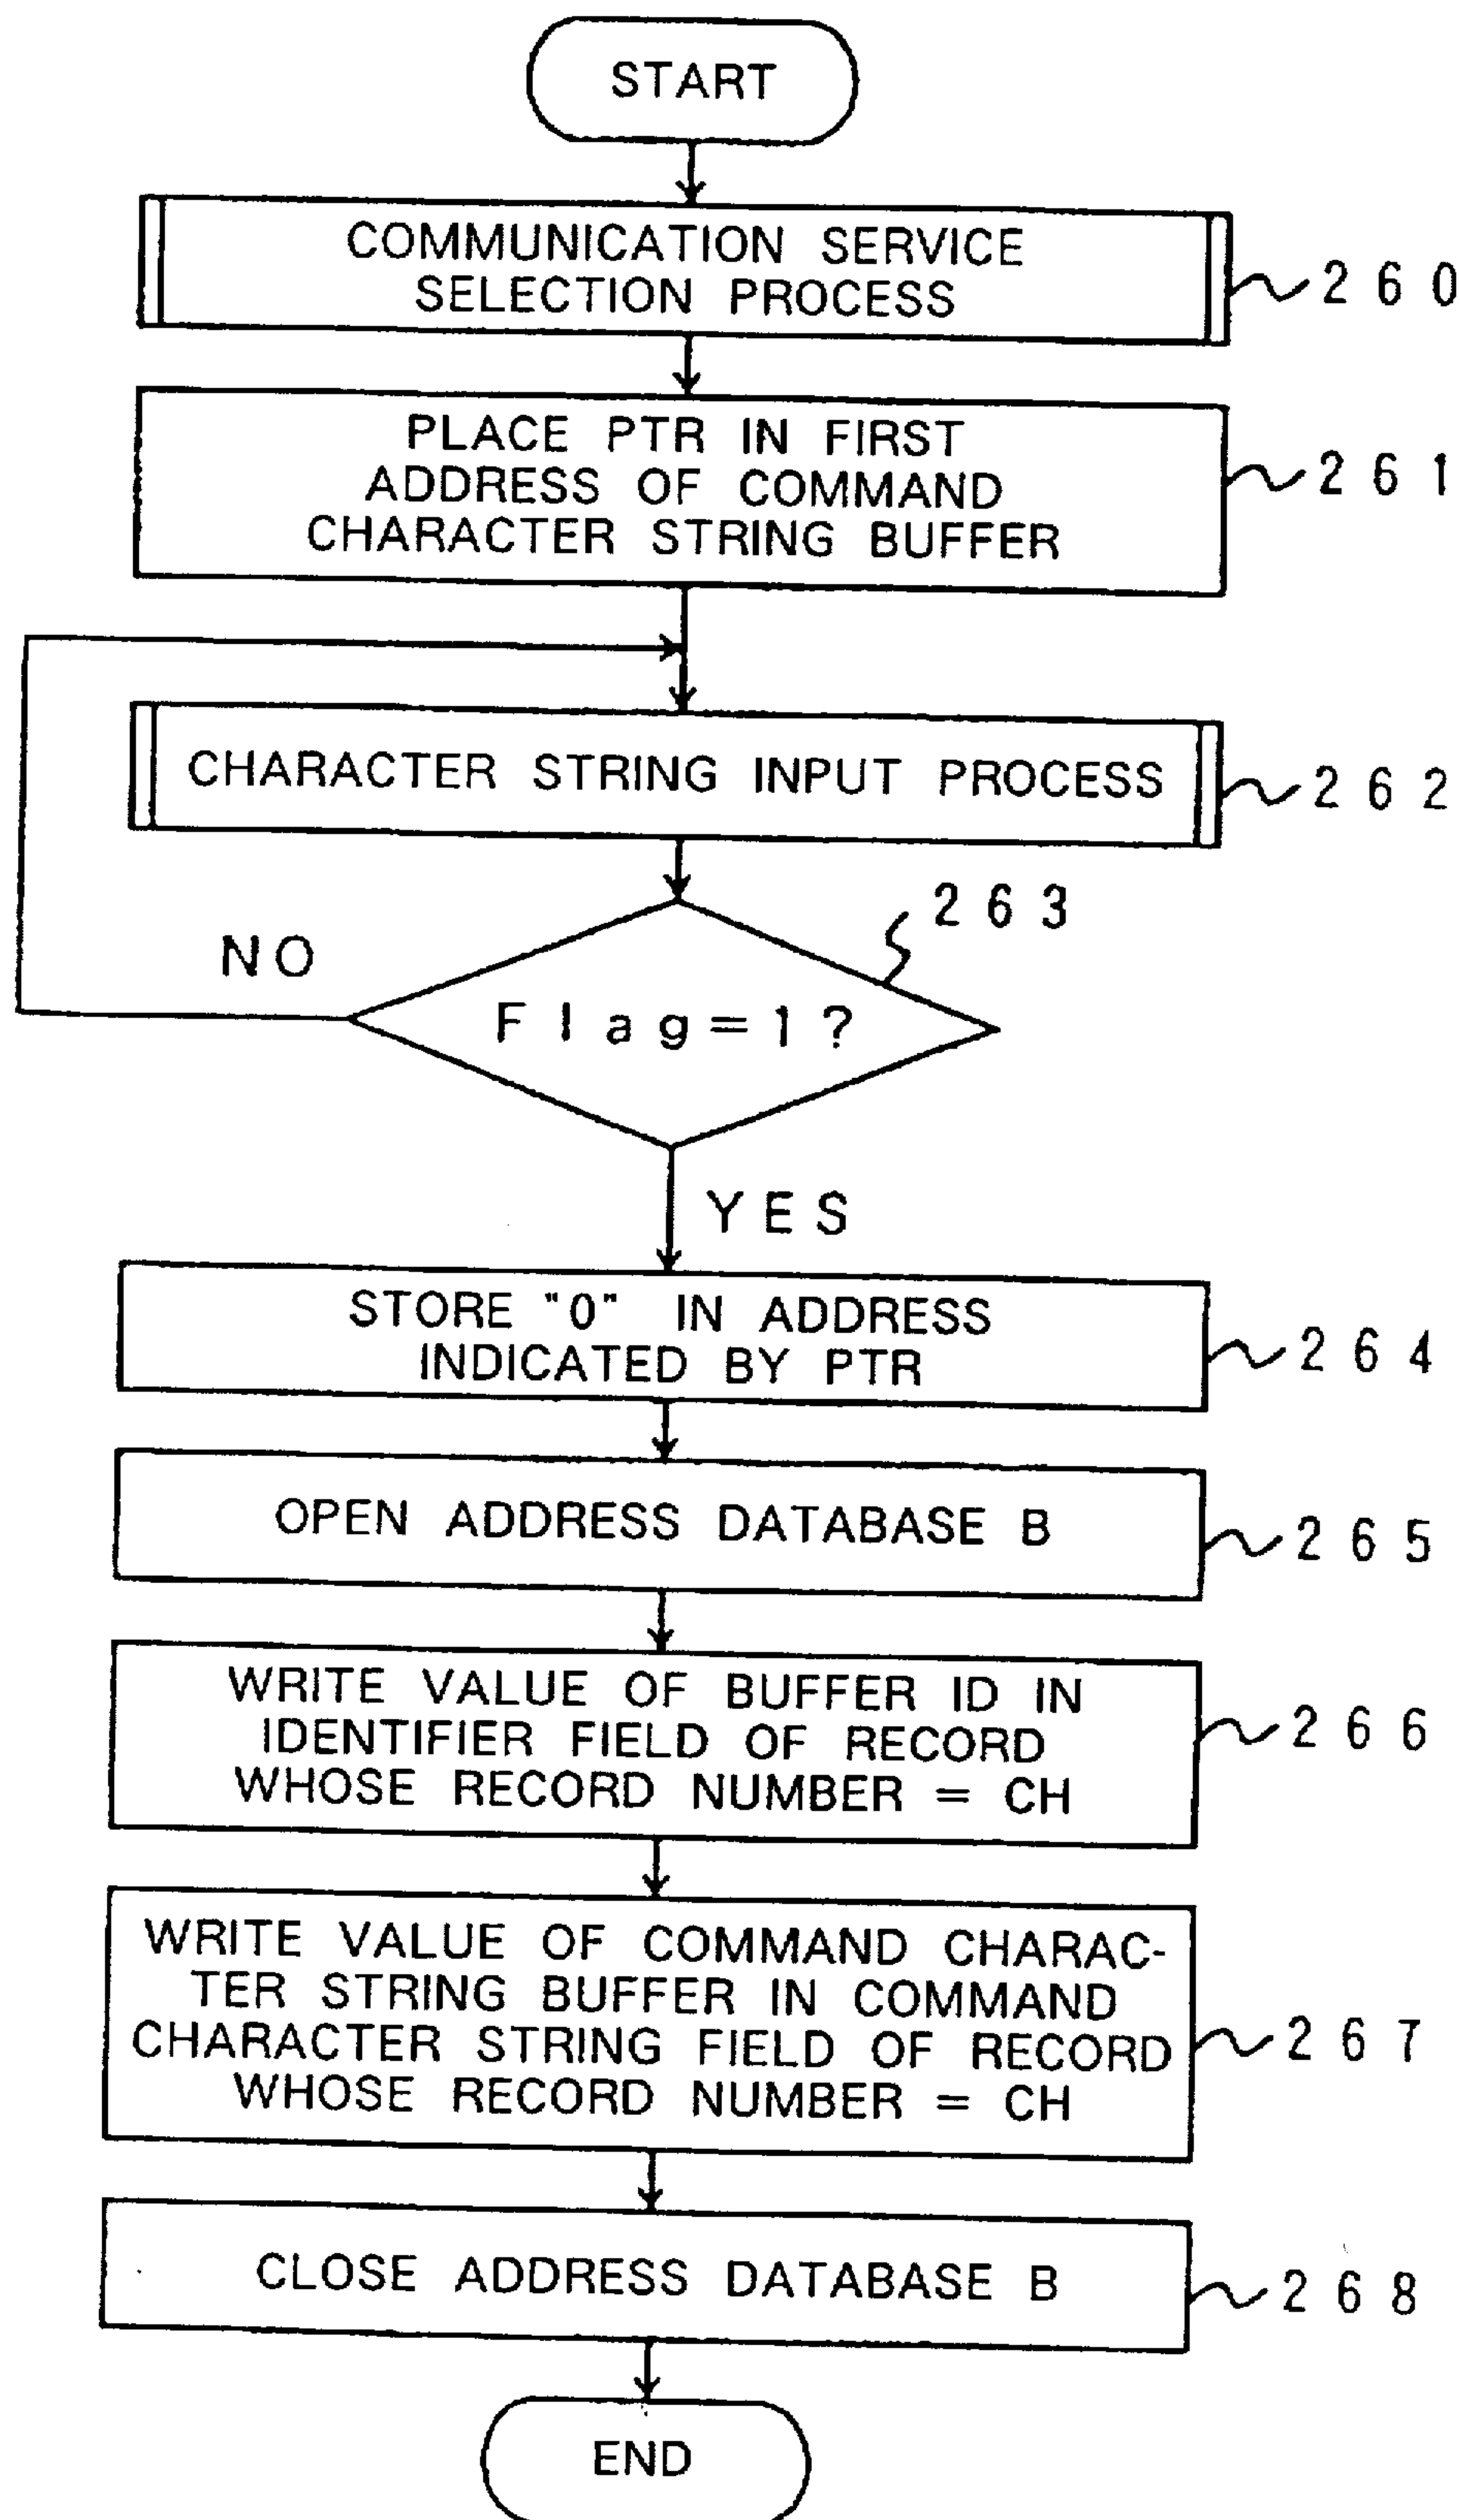 START
COMMUNICATION SERVICE
SELECTION PROCESS
260
PLACE PTR IN FIRST
ADDRESS OF COMMAND
CHARACTER STRING BUFFER
261
CHARACTER STRING INPUT PROCESS
262
263
NO
Flag=1?
YES
STORE "0" IN ADDRESS
INDICATED BY PTR
264
OPEN ADDRESS DATABASE B
265
WRITE VALUE OF BUFFER ID IN
IDENTIFIER FIELD OF RECORD
WHOSE RECORD NUMBER = CH
266
WRITE VALUE OF COMMAND CHARAC-
TER STRING BUFFER IN COMMAND
CHARACTER STRING FIELD OF RECORD
WHOSE RECORD NUMBER = CH
267
CLOSE ADDRESS DATABASE B
268
END